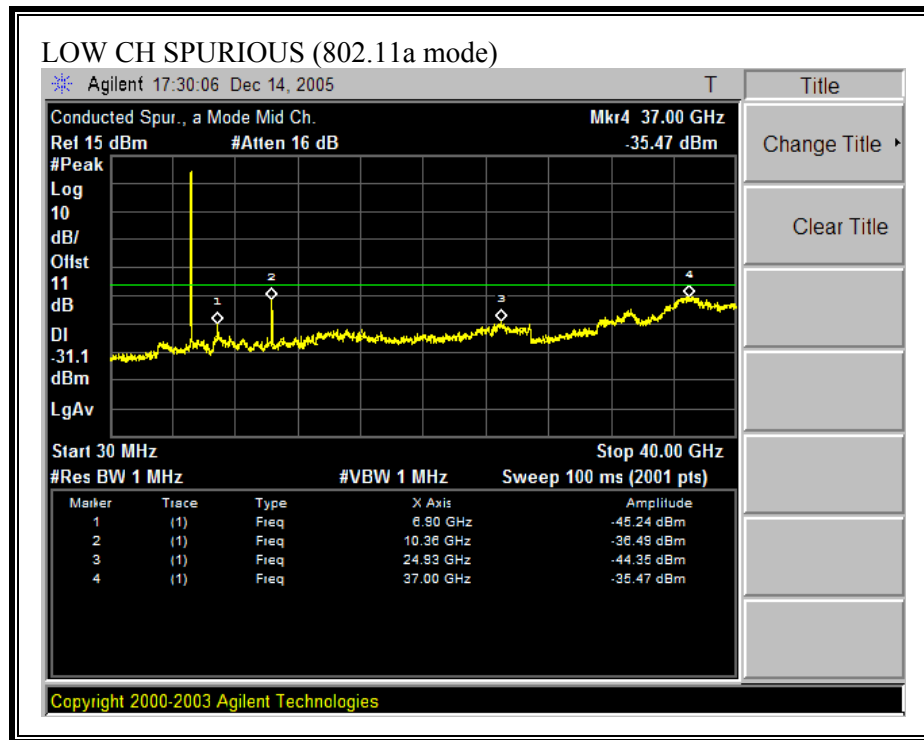 LOW CH SPURIOUS (802.11a mode)
Agilent 17:30:06 Dec 14, 2005 T
Title
Conducted Spur., a Mode Mid Ch. Mkr4 37.00 GHz
Ref 15 dBm #Atten 16 dB -35.47 dBm
Change Title
Clear Title
#Peak
Log
10
dB/
Offst
11
dB
DI
-31.1
dBm
LgAv
1
2
3
4
Start 30 MHz Stop 40.00 GHz
#Res BW 1 MHz #VBW 1 MHz Sweep 100 ms (2001 pts)
Marker Trace Type X Axis Amplitude
1 (1) Freq 6.90 GHz -45.24 dBm
2 (1) Freq 10.36 GHz -36.49 dBm
3 (1) Freq 24.93 GHz -44.35 dBm
4 (1) Freq 37.00 GHz -35.47 dBm
Copyright 2000-2003 Agilent Technologies